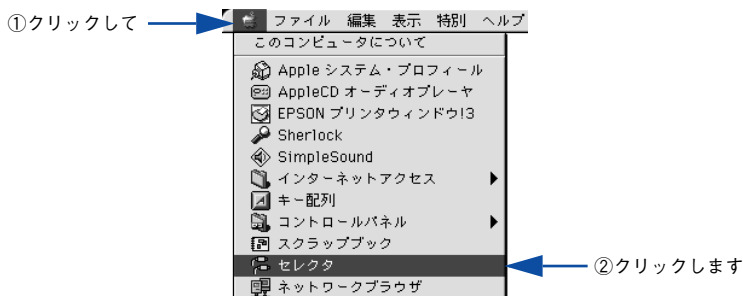 ①クリックして
ファイル 編集 表示 特別 ヘルプ
このコンピュータについて
Apple システム・プロフィール
AppleCD オーディオプレーヤ
EPSON プリンタウィンドウ!3
Sherlock
SimpleSound
インターネットアクセス
キー配列
コントロールパネル
スクラップブック
セレクタ
②クリックします
ネットワークブラウザ